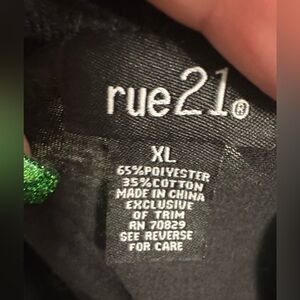 rue21®
XL
65%POLYESTER
35%COTTON
MADE IN CHINA
EXCLUSIVE
OF TRIM
RN 70829
SEE REVERSE
FOR CARE